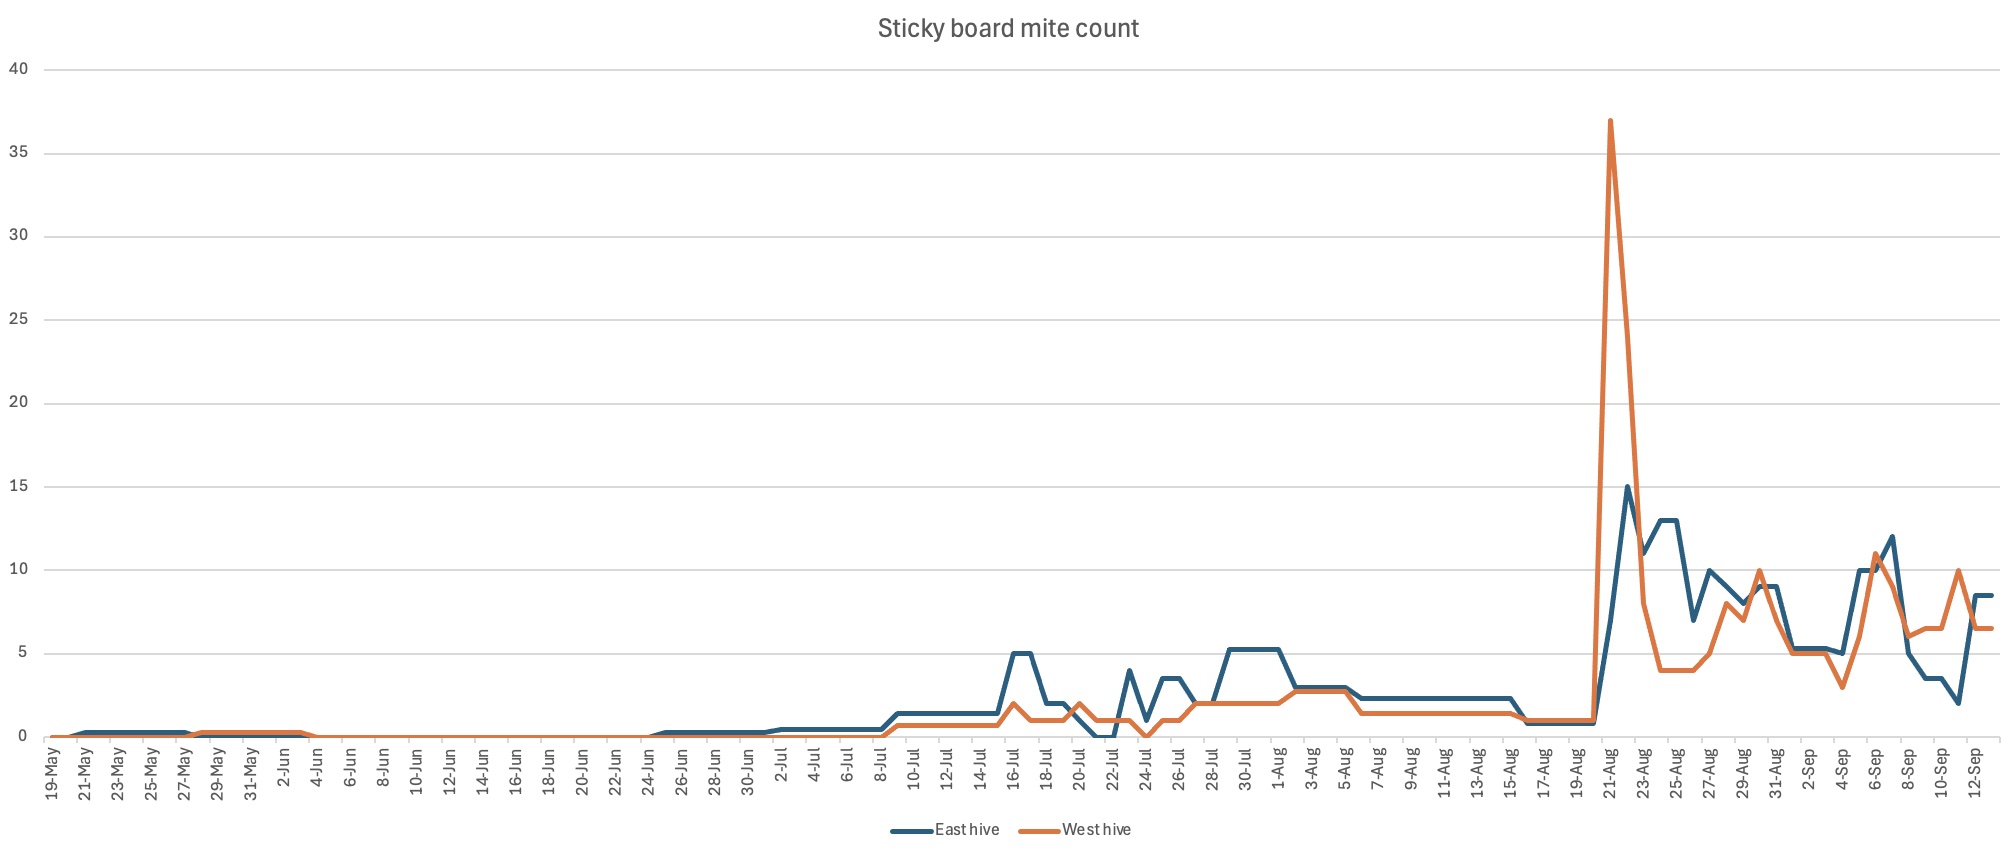 Sticky board mite count
40
35
30
25
20
15
10
5
0
19-May
21-May
23-May
25-May
27-May
29-May
31-May
2-Jun
4-Jun
6-Jun
8-Jun
10-Jun
12-Jun
14-Jun
16-Jun
18-Jun
20-Jun
22-Jun
24-Jun
26-Jun
28-Jun
30-Jun
2-Jul
4-Jul
6-Jul
8-Jul
10-Jul
12-Jul
14-Jul
16-Jul
18-Jul
20-Jul
22-Jul
24-Jul
26-Jul
28-Jul
30-Jul
1-Aug
3-Aug
5-Aug
7-Aug
9-Aug
11-Aug
13-Aug
15-Aug
17-Aug
19-Aug
21-Aug
23-Aug
25-Aug
27-Aug
29-Aug
31-Aug
2-Sep
4-Sep
6-Sep
8-Sep
10-Sep
12-Sep
East hive
West hive